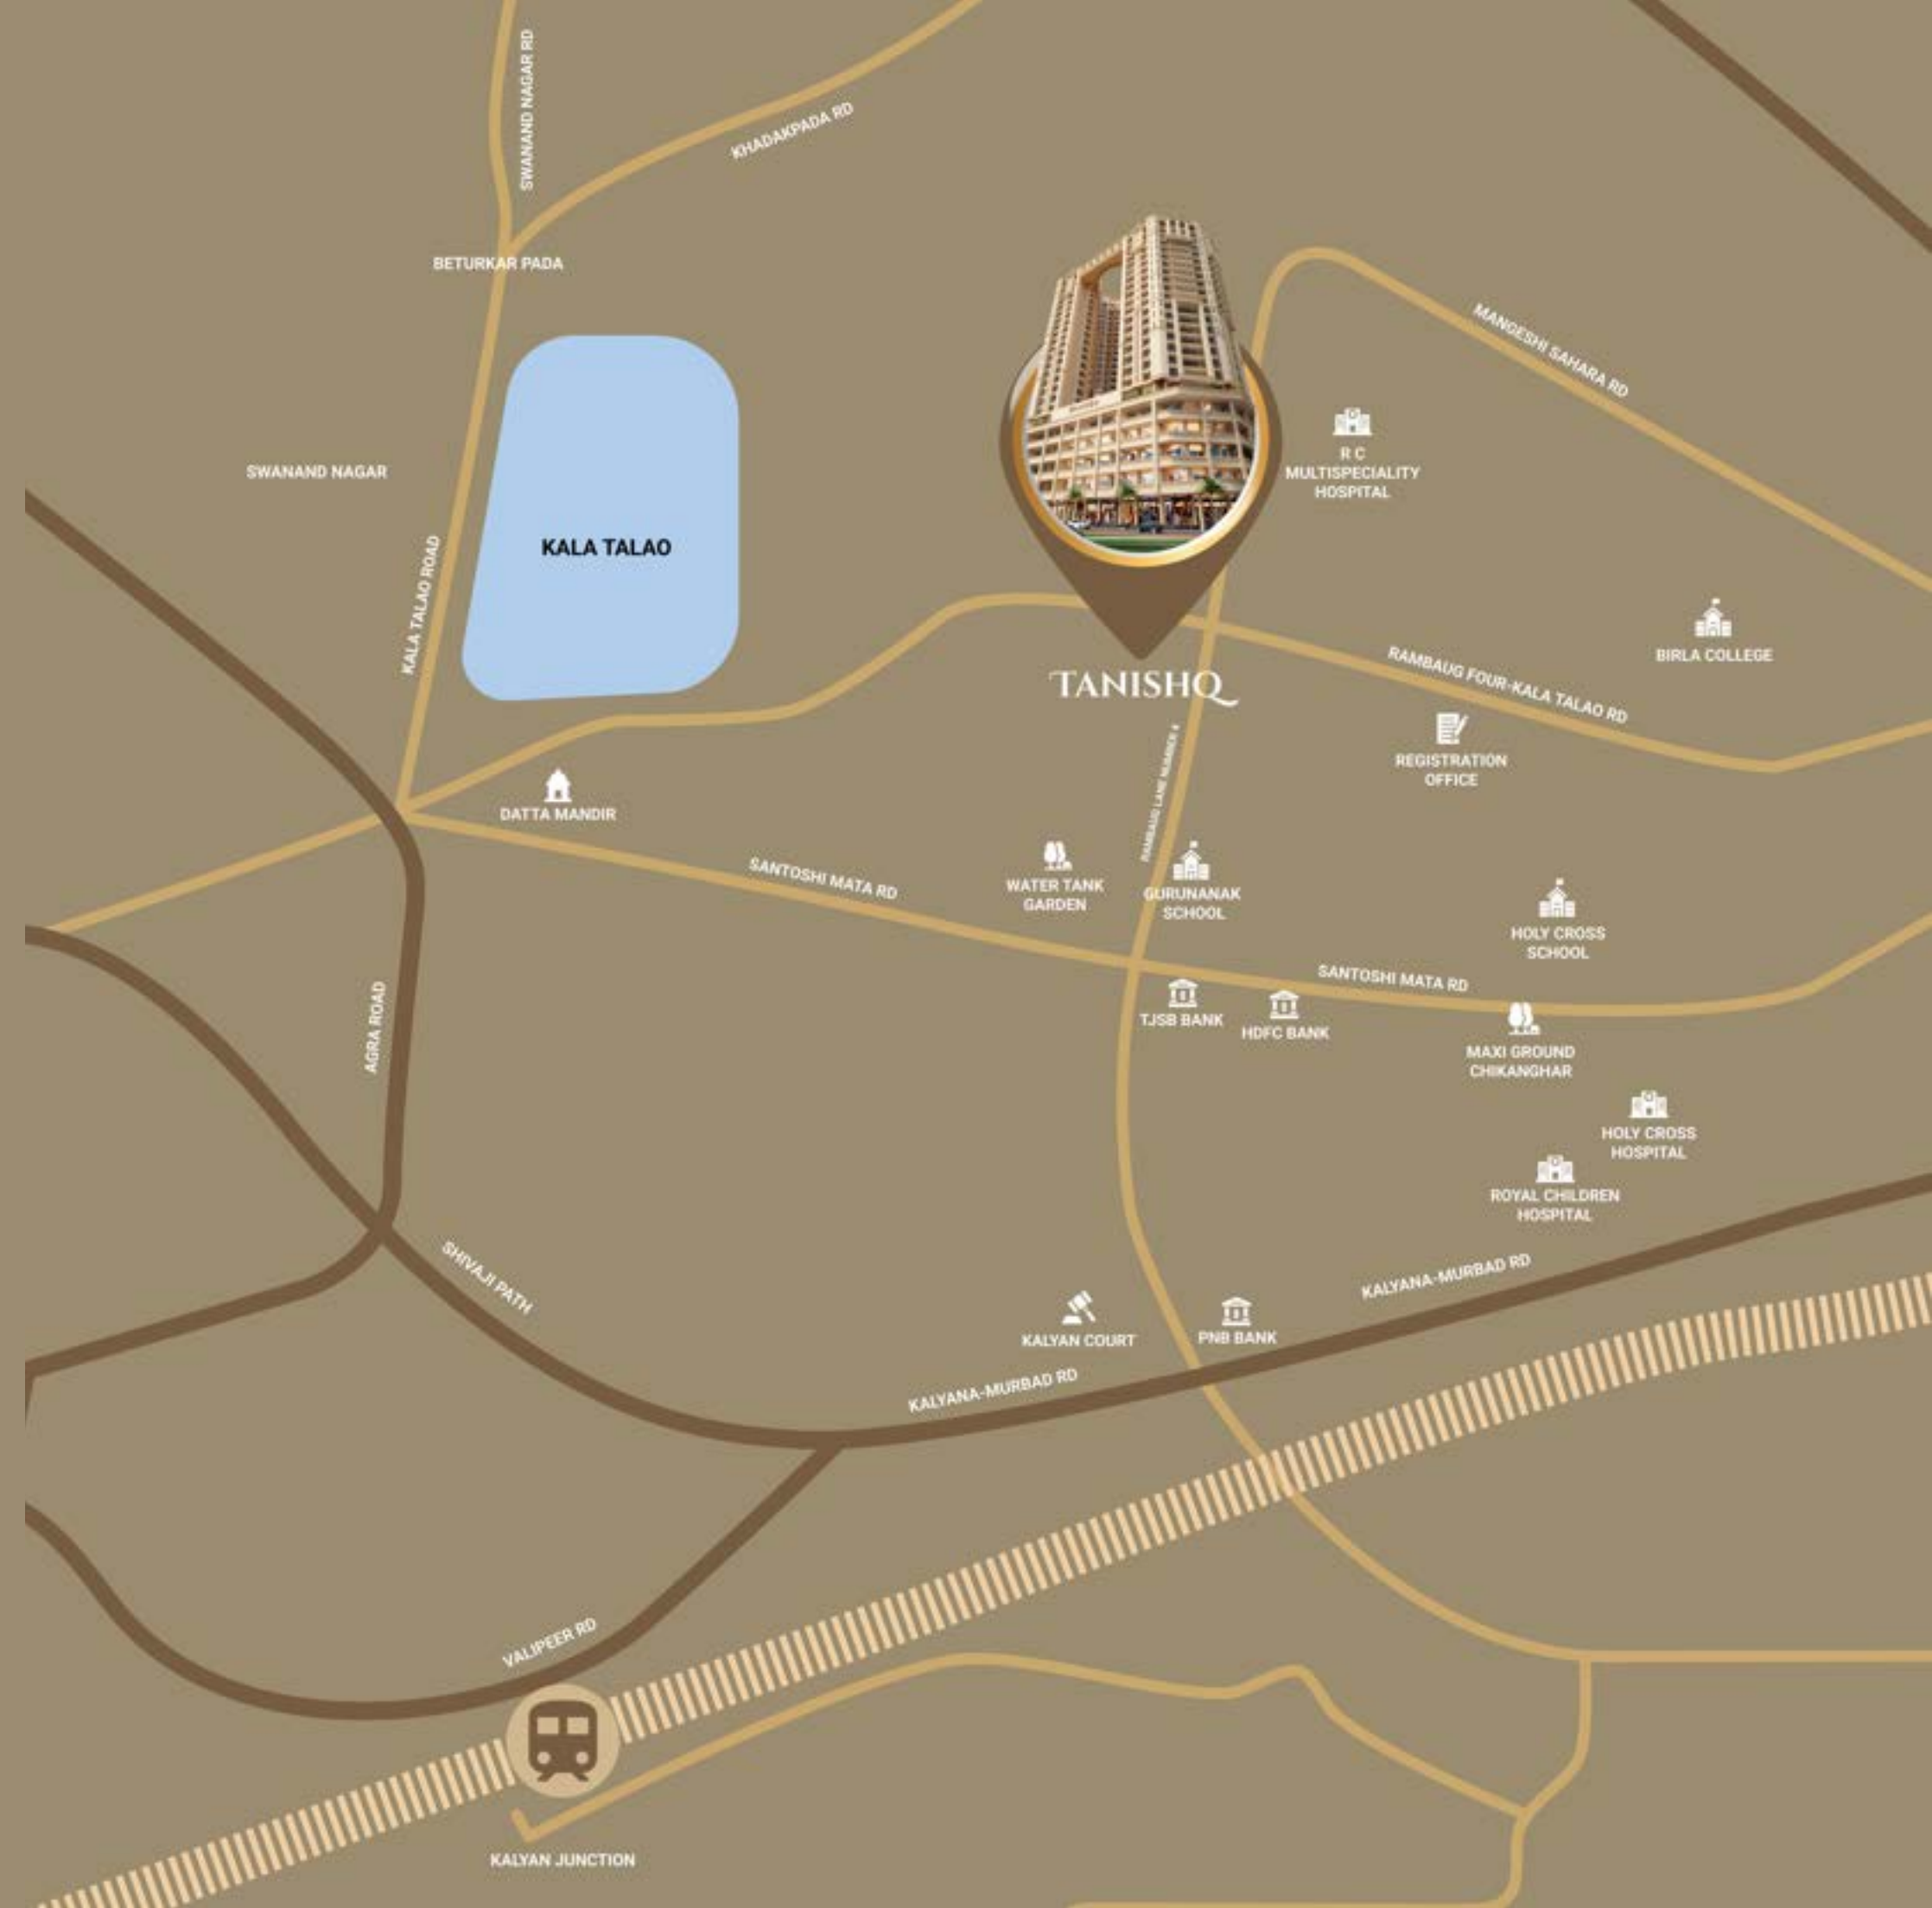 SWANAND NAGAR RD
KHADAKPADA RD
BETURKAR PADA
MANGESHI SAHARA RD
R C
MULTISPECIALITY
HOSPITAL
SWANAND NAGAR
KALA TALAO
KALA TALAO ROAD
BIRLA COLLEGE
RAMBAUG FOUR-KALA TALAO RD
TANISHQ
RAMBAUG LANE NUMBER 4
REGISTRATION
OFFICE
DATTA MANDIR
SANTOSHI MATA RD
WATER TANK
GARDEN
GURUNANAK
SCHOOL
HOLY CROSS
SCHOOL
SANTOSHI MATA RD
TJSB BANK
HDFC BANK
AGRA ROAD
MAXI GROUND
CHIKANGHAR
HOLY CROSS
HOSPITAL
ROYAL CHILDREN
HOSPITAL
SHIVAJI PATH
KALYANA-MURBAD RD
KALYAN COURT
PNB BANK
KALYANA-MURBAD RD
VALIPEER RD
KALYAN JUNCTION